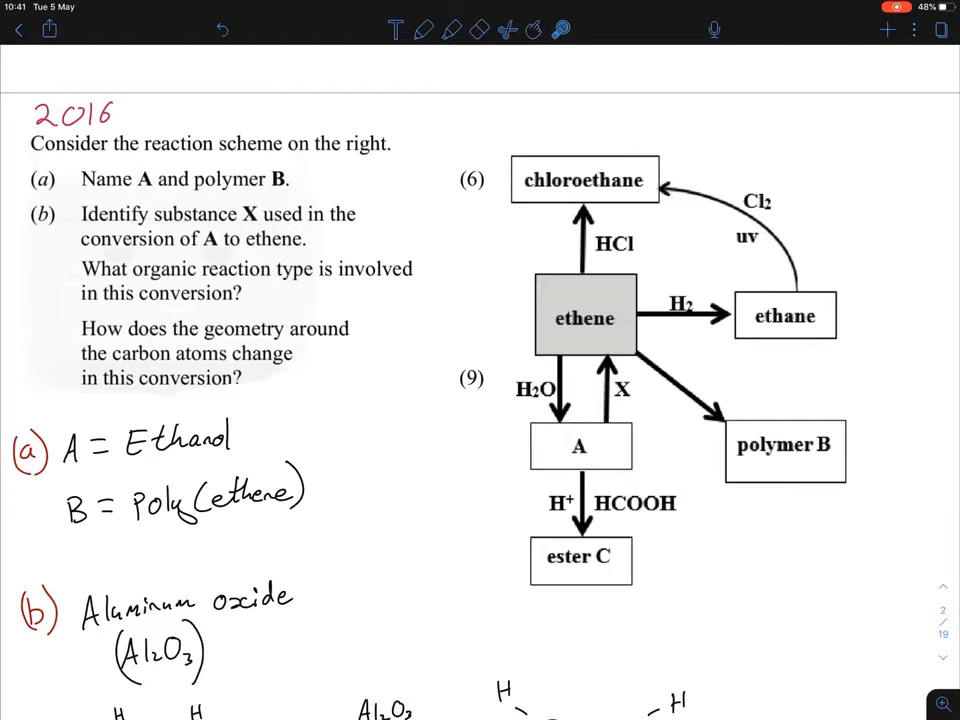 10:41 Tue 5 May
48%
2016
Consider the reaction scheme on the right.
(a) Name A and polymer B. (6)
(b) Identify substance X used in the
conversion of A to ethene.
What organic reaction type is involved
in this conversion?
How does the geometry around
the carbon atoms change
in this conversion? (9)
chloroethane
Cl₂
uv
HCl
ethene
H₂
ethane
H₂O
X
A
polymer B
H⁺ HCOOH
ester C
(a) A = Ethanol
B = Poly(ethene)
(b) Aluminum oxide
(Al₂O₃)
H H Al₂O₃ H H
2
/
19